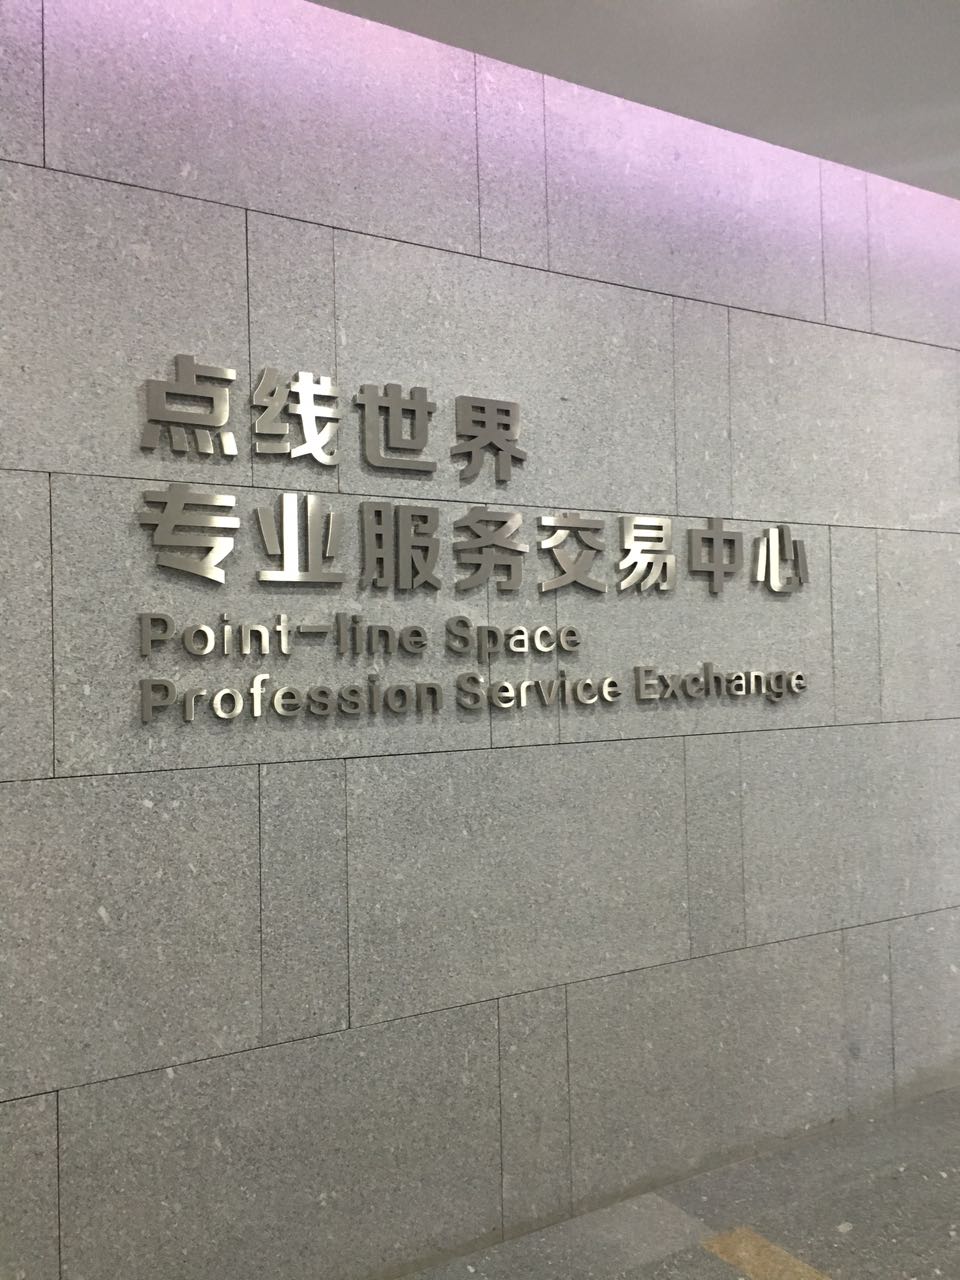 点线世界
专业服务交易中心
Point-line Space
Profession Service Exchange